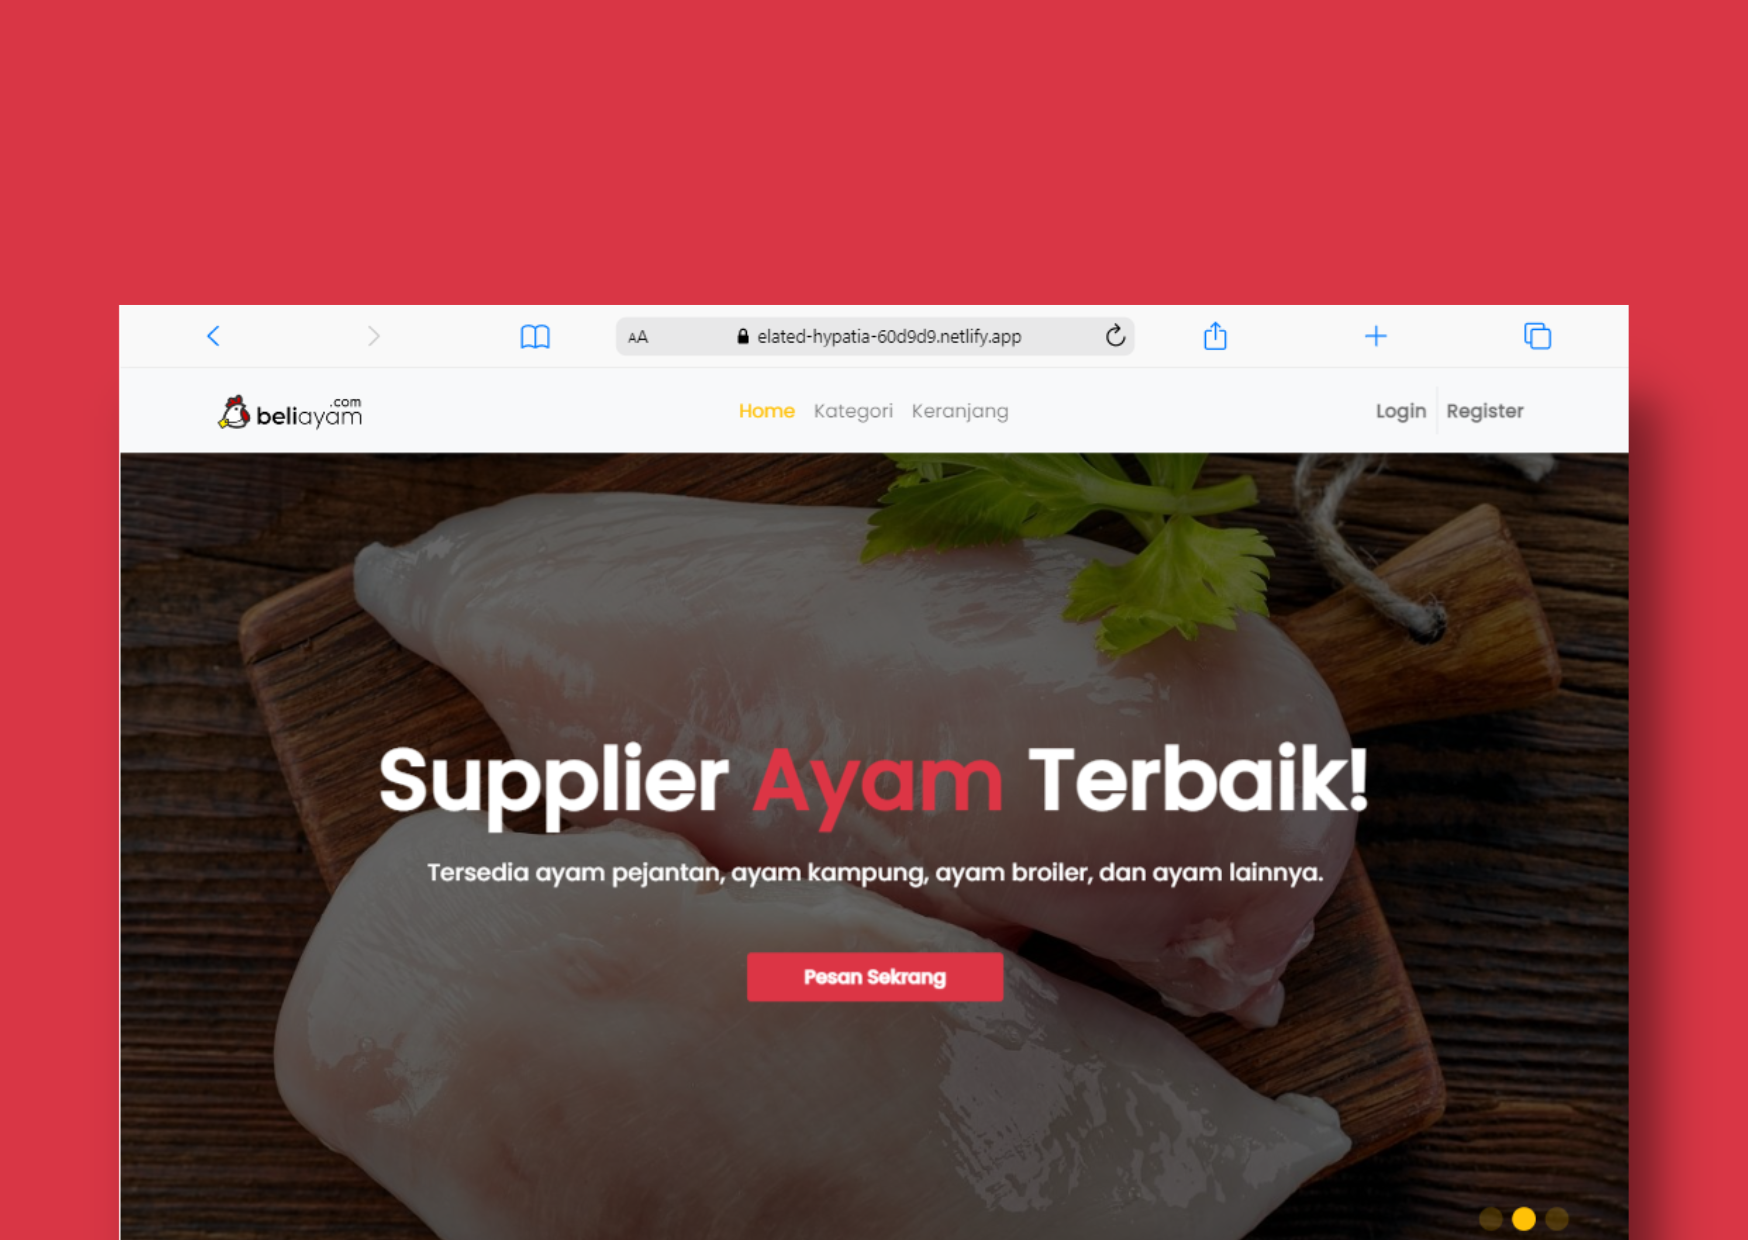 AA elated-hypatia-60d9d9.netlify.app
beliayam.com Home Kategori Keranjang Login Register
Supplier Ayam Terbaik!
Tersedia ayam pejantan, ayam kampung, ayam broiler, dan ayam lainnya.
Pesan Sekrang